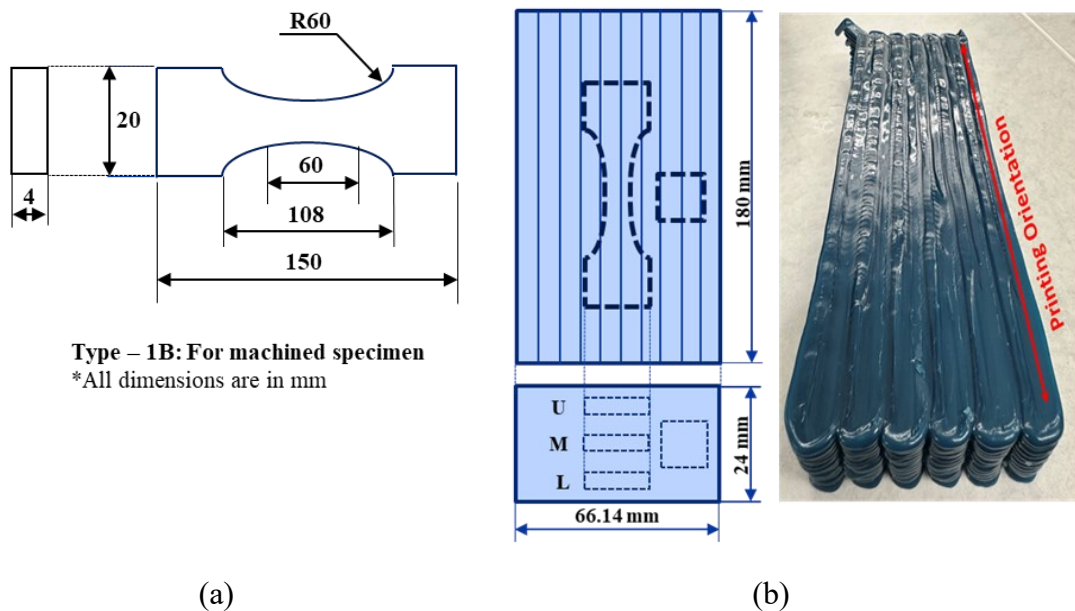 R60
20
4
60
108
150
Type – 1B: For machined specimen
*All dimensions are in mm
180 mm
U
M
L
24 mm
66.14 mm
Printing Orientation
(a)
(b)